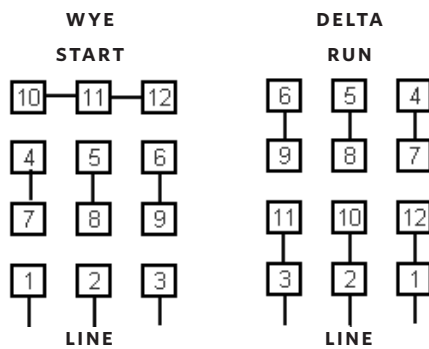 WYE
START
10 11 12
4 5 6
7 8 9
1 2 3
LINE
DELTA
RUN
6 5 4
9 8 7
11 10 12
3 2 1
LINE